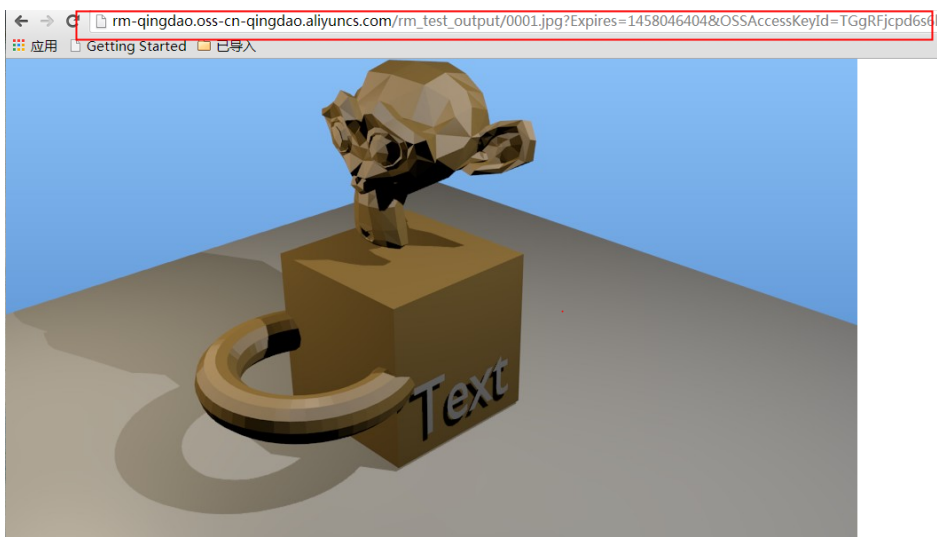 rm-qingdao.oss-cn-qingdao.aliyuncs.com/rm_test_output/0001.jpg?Expires=1458046404&OSSAccessKeyId=TGgRFjcpd6s6
应用 Getting Started 已导入
Text